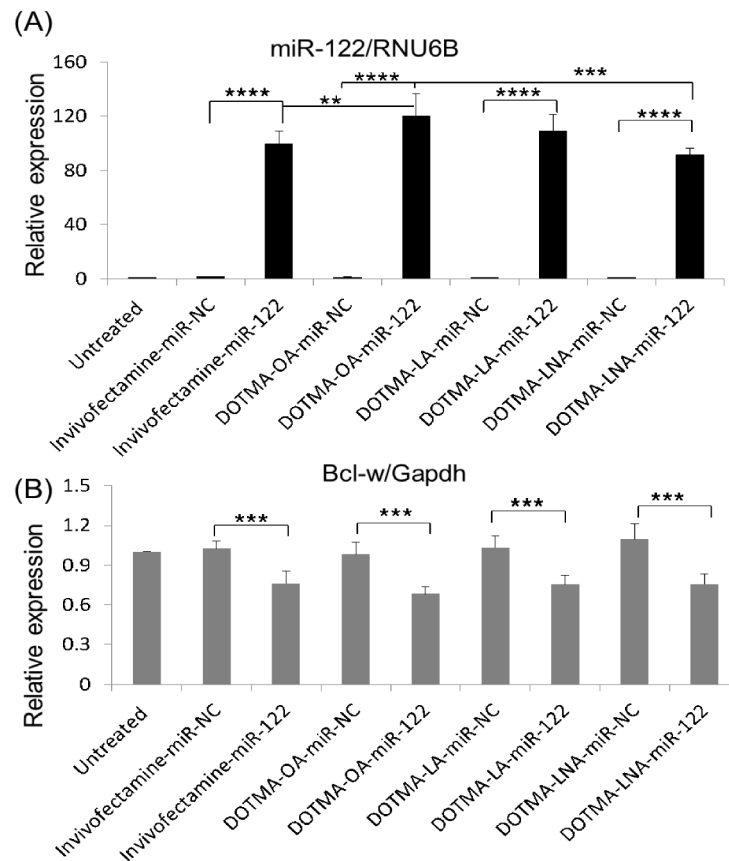 (A)
miR-122/RNU6B
Relative expression
160
120
80
40
0
****
**
****
***
****
****
Untreated
Invivofectamine-miR-NC
Invivofectamine-miR-122
DOTMA-OA-miR-NC
DOTMA-OA-miR-122
DOTMA-LA-miR-NC
DOTMA-LA-miR-122
DOTMA-LNA-miR-NC
DOTMA-LNA-miR-122
(B)
Bcl-w/Gapdh
Relative expression
1.5
1.2
0.9
0.6
0.3
0
***
***
***
***
Untreated
Invivofectamine-miR-NC
Invivofectamine-miR-122
DOTMA-OA-miR-NC
DOTMA-OA-miR-122
DOTMA-LA-miR-NC
DOTMA-LA-miR-122
DOTMA-LNA-miR-NC
DOTMA-LNA-miR-122